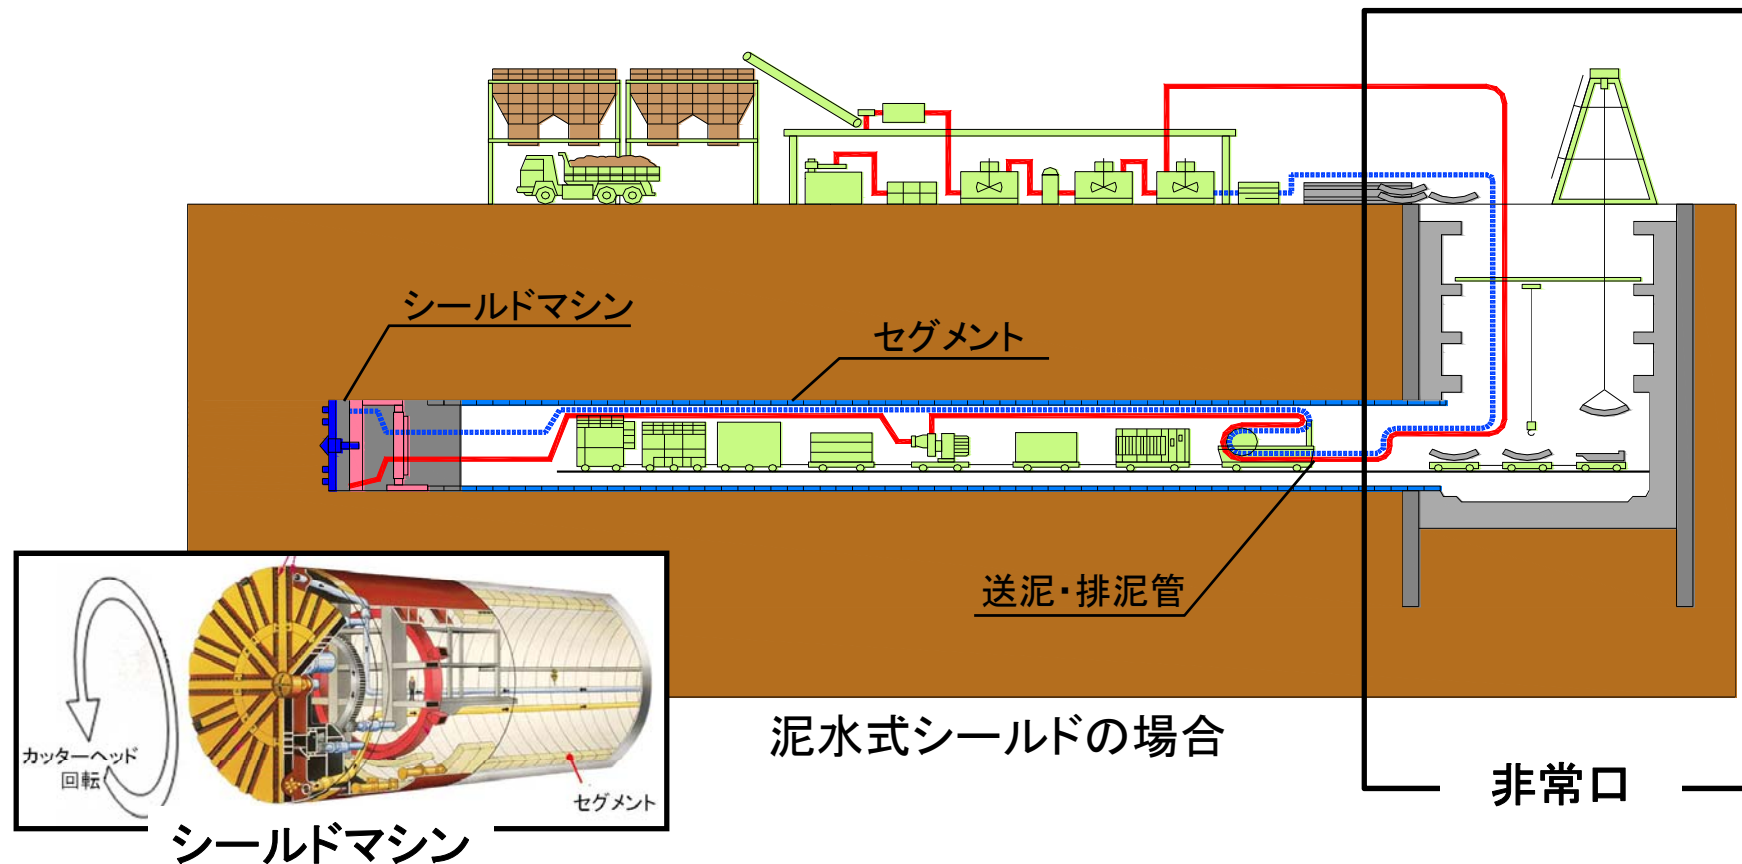 シールドマシン
セグメント
送泥・排泥管
泥水式シールドの場合
非常口
カッターヘッド
回転
セグメント
シールドマシン